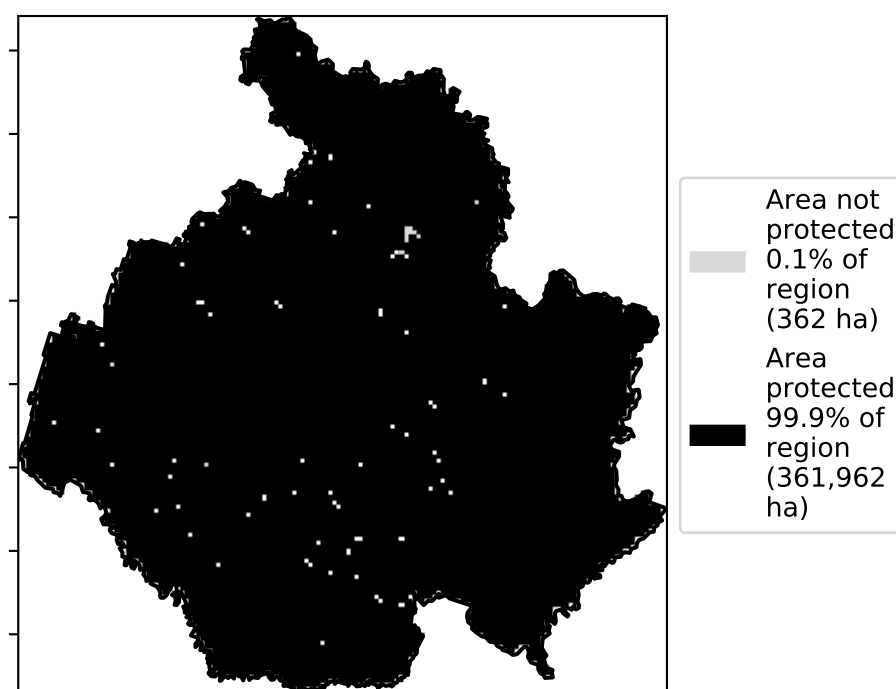 Area not
protected
0.1% of
region
(362 ha)
Area
protected
99.9% of
region
(361,962
ha)